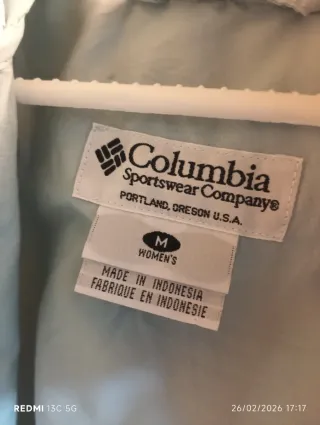 Columbia
Sportswear Company®
PORTLAND, OREGON U.S.A.
M
WOMEN'S
MADE IN INDONESIA
FABRIQUE EN INDONESIE
REDMI 13C 5G
26/02/2026 17:17